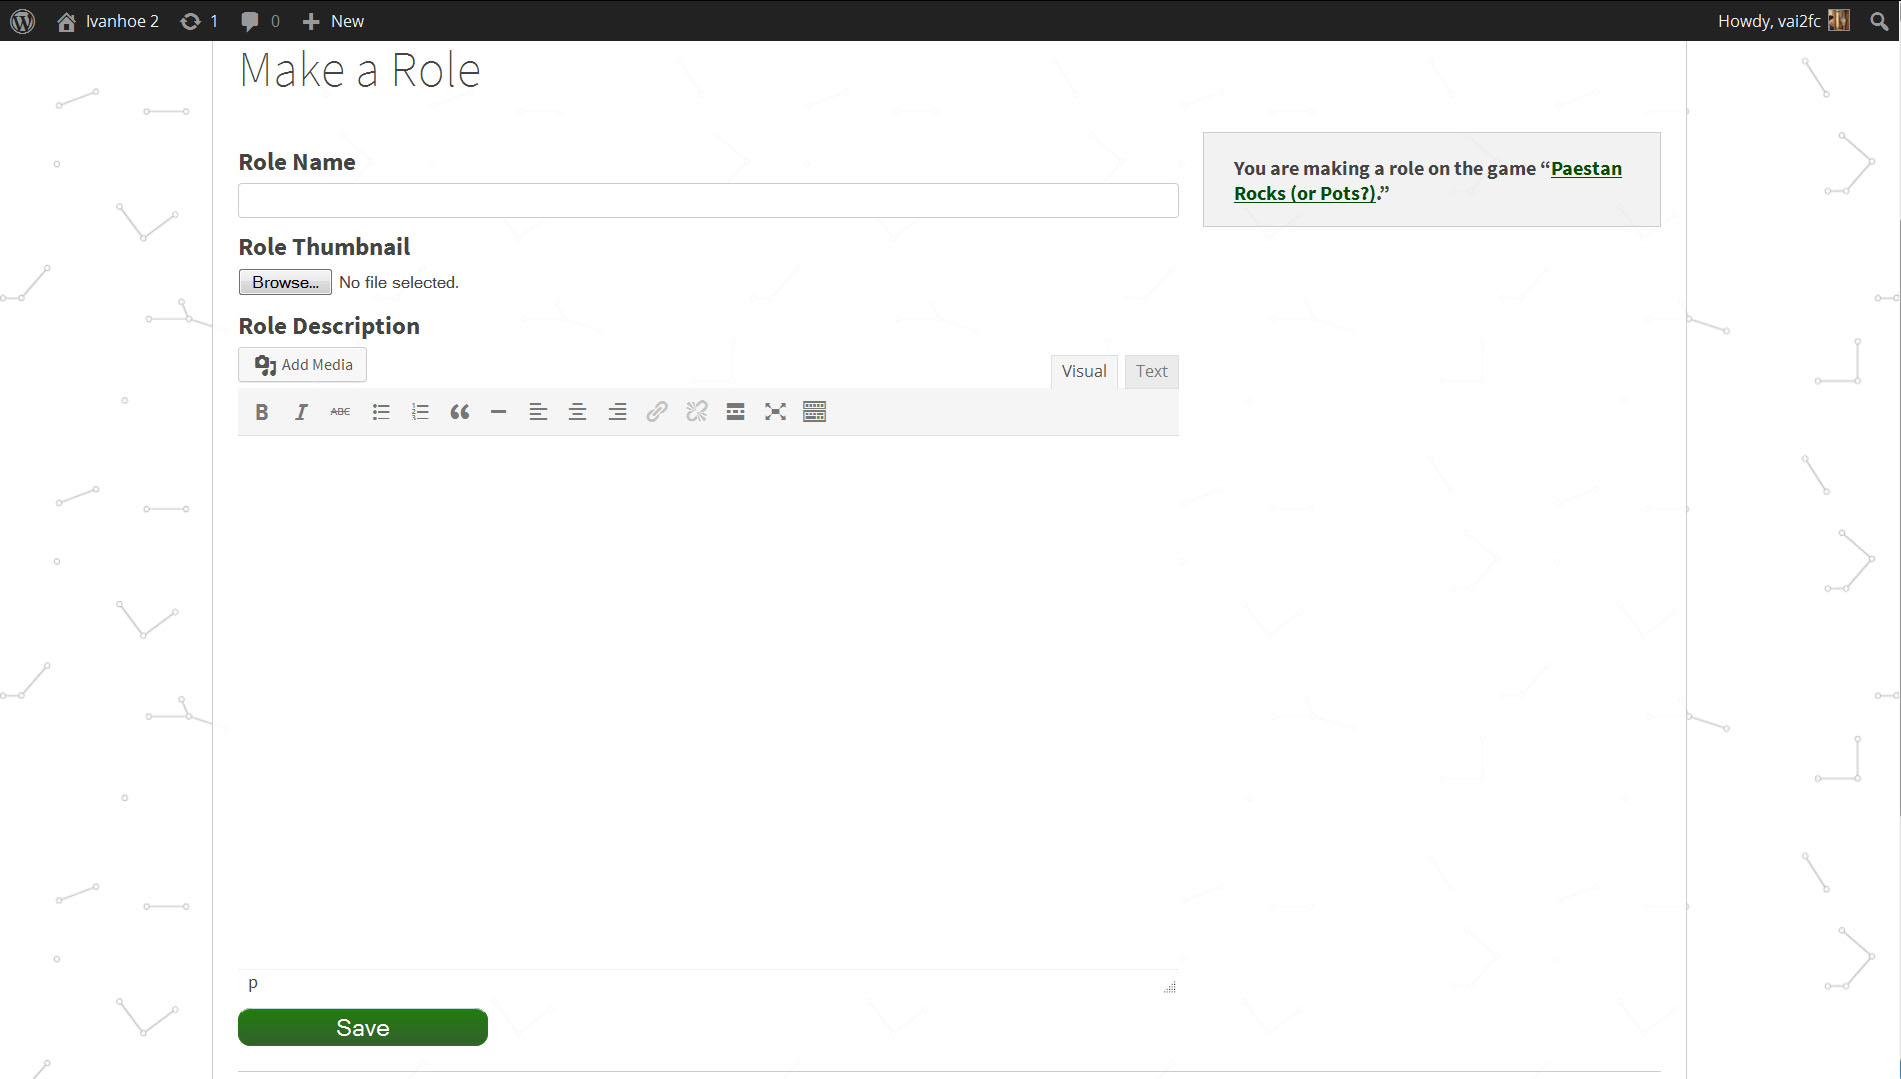 Ivanhoe 2 1 0 New Howdy, vai2fc
Make a Role
Role Name
You are making a role on the game “Paestan
Rocks (or Pots?).”
Role Thumbnail
Browse... No file selected.
Role Description
Add Media
Visual Text
B I ABC
p
Save